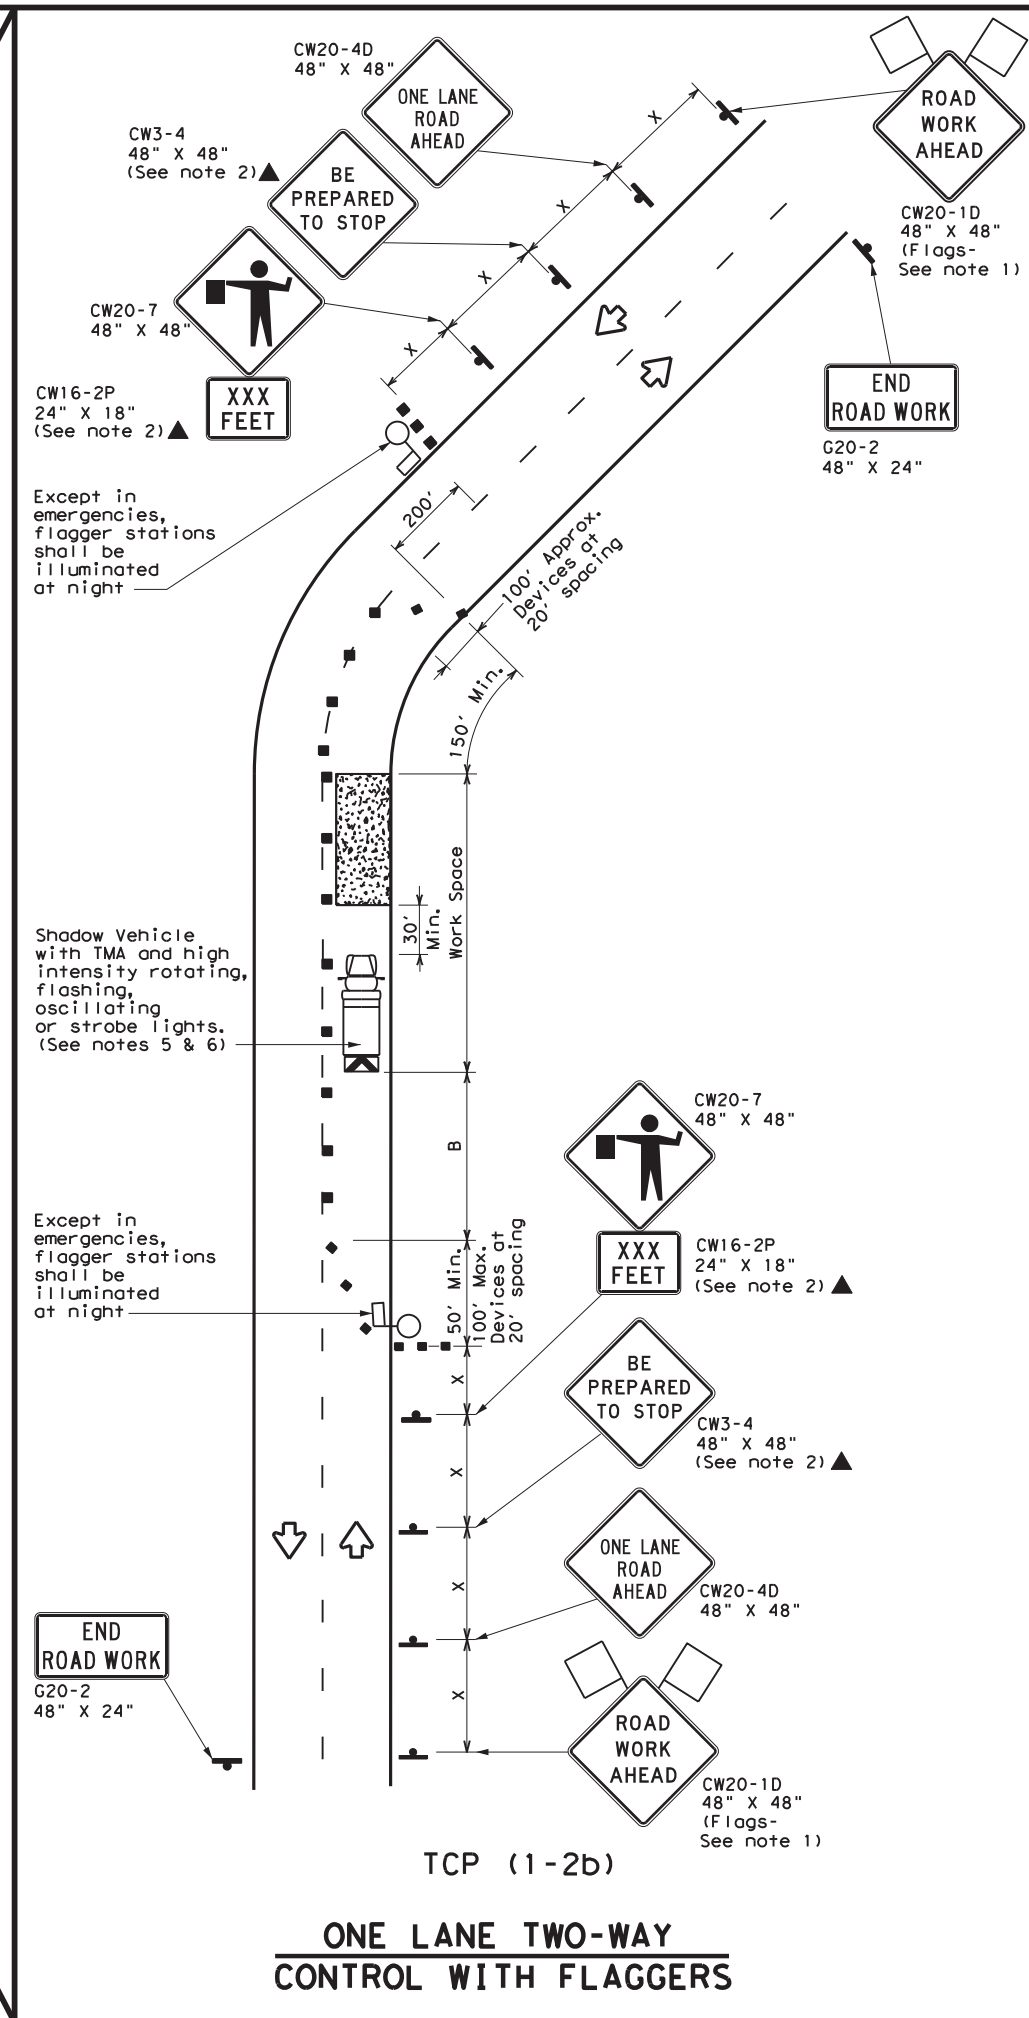 CW20-4D
48" X 48"
ONE LANE
ROAD
AHEAD
CW3-4
48" X 48"
(See note 2)
BE
PREPARED
TO STOP
CW20-7
48" X 48"
CW16-2P
24" X 18"
(See note 2)
XXX
FEET
ROAD
WORK
AHEAD
CW20-1D
48" X 48"
(Flags-
See note 1)
X
X
X
X
END
ROAD WORK
G20-2
48" X 24"
Except in
emergencies,
flagger stations
shall be
illuminated
at night
200'
100' Approx.
Devices at
20' spacing
150' Min.
Work Space
30'
Min.
Shadow Vehicle
with TMA and high
intensity rotating,
flashing,
oscillating
or strobe lights.
(See notes 5 & 6)
B
CW20-7
48" X 48"
XXX
FEET
CW16-2P
24" X 18"
(See note 2)
Except in
emergencies,
flagger stations
shall be
illuminated
at night
50' Min.
100' Max.
Devices at
20' spacing
X
X
X
X
BE
PREPARED
TO STOP
CW3-4
48" X 48"
(See note 2)
ONE LANE
ROAD
AHEAD
CW20-4D
48" X 48"
END
ROAD WORK
G20-2
48" X 24"
ROAD
WORK
AHEAD
CW20-1D
48" X 48"
(Flags-
See note 1)
TCP (1-2b)
ONE LANE TWO-WAY
CONTROL WITH FLAGGERS